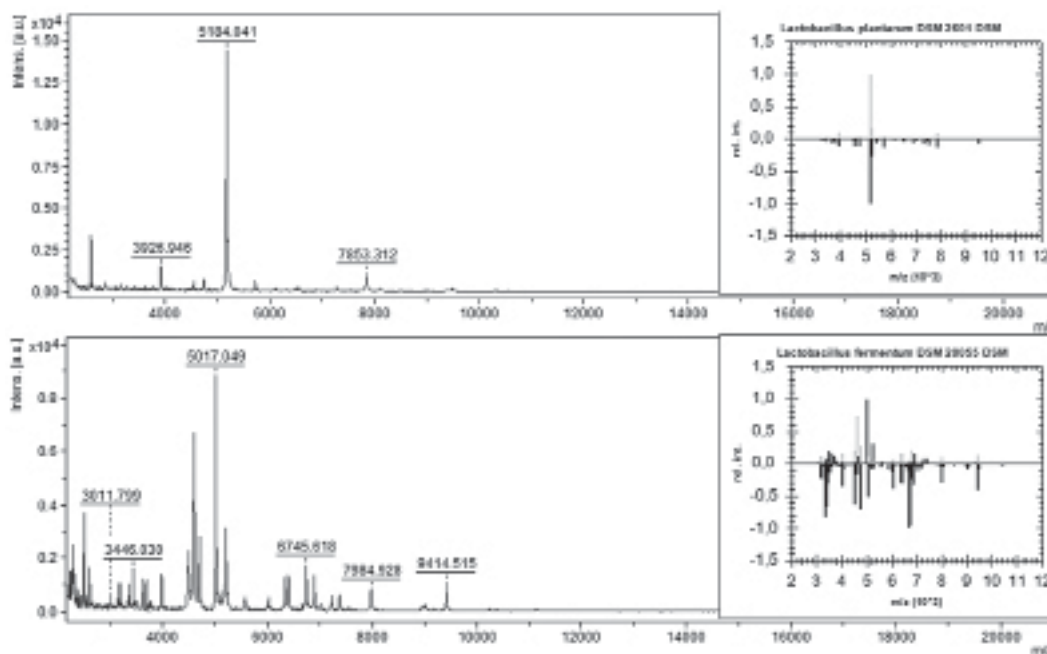 x10⁴
Intens. [a.u.]
1.50
1.25
1.00
0.75
0.50
0.25
0.00
5184.041
3926.946
7853.312
4000 6000 8000 10000 12000 14000 16000 18000 20000
m/
Lactobacillus plantarum DSM 2601 DSM
rel. int.
1,5
1,0
0,5
0,0
-0,5
-1,0
-1,5
2 3 4 5 6 7 8 9 10 11 12
m/z (10^3)
x10⁴
Intens. [a.u.]
0.8
0.6
0.4
0.2
0.0
5017.049
3011.799
6745.618
7984.928
9414.515
4000 6000 8000 10000 12000 14000 16000 18000 20000
m/
Lactobacillus fermentum DSM 20055 DSM
rel. int.
1,5
1,0
0,5
0,0
-0,5
-1,0
-1,5
2 3 4 5 6 7 8 9 10 11 12